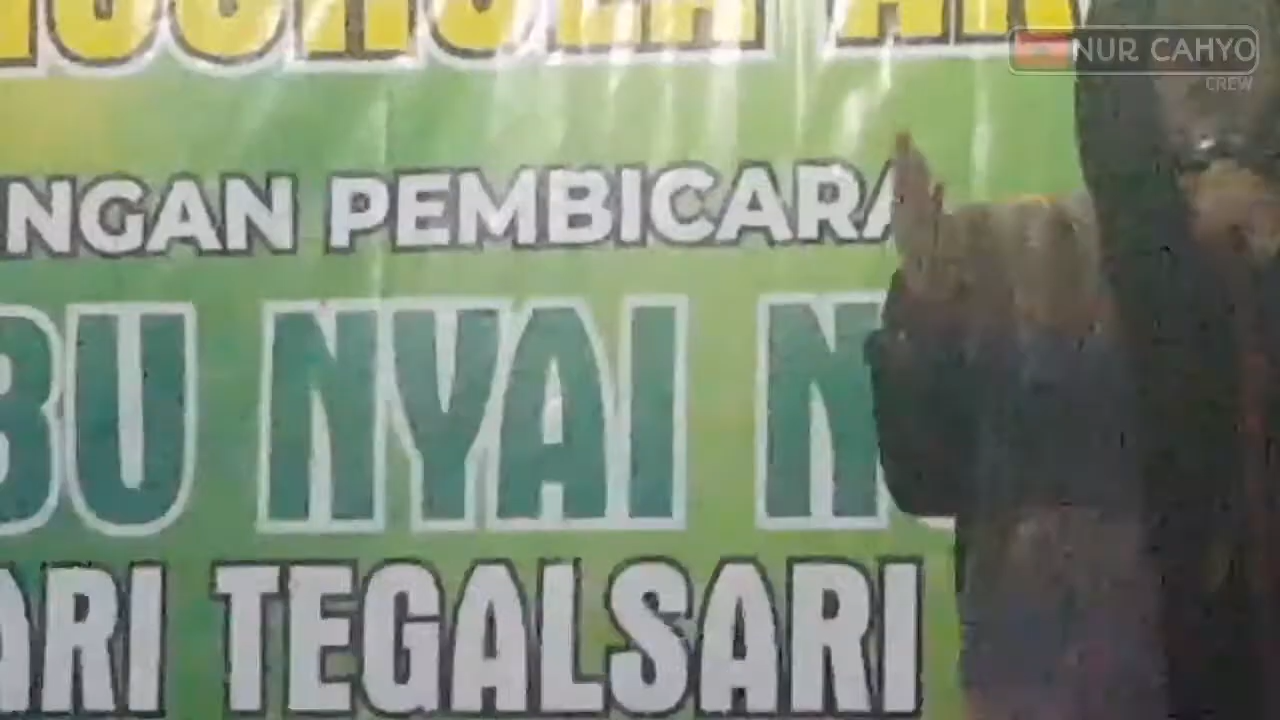 NUR CAHYO
CREW
NGAN PEMBICARA
BU NYAI N
ARI TEGALSARI